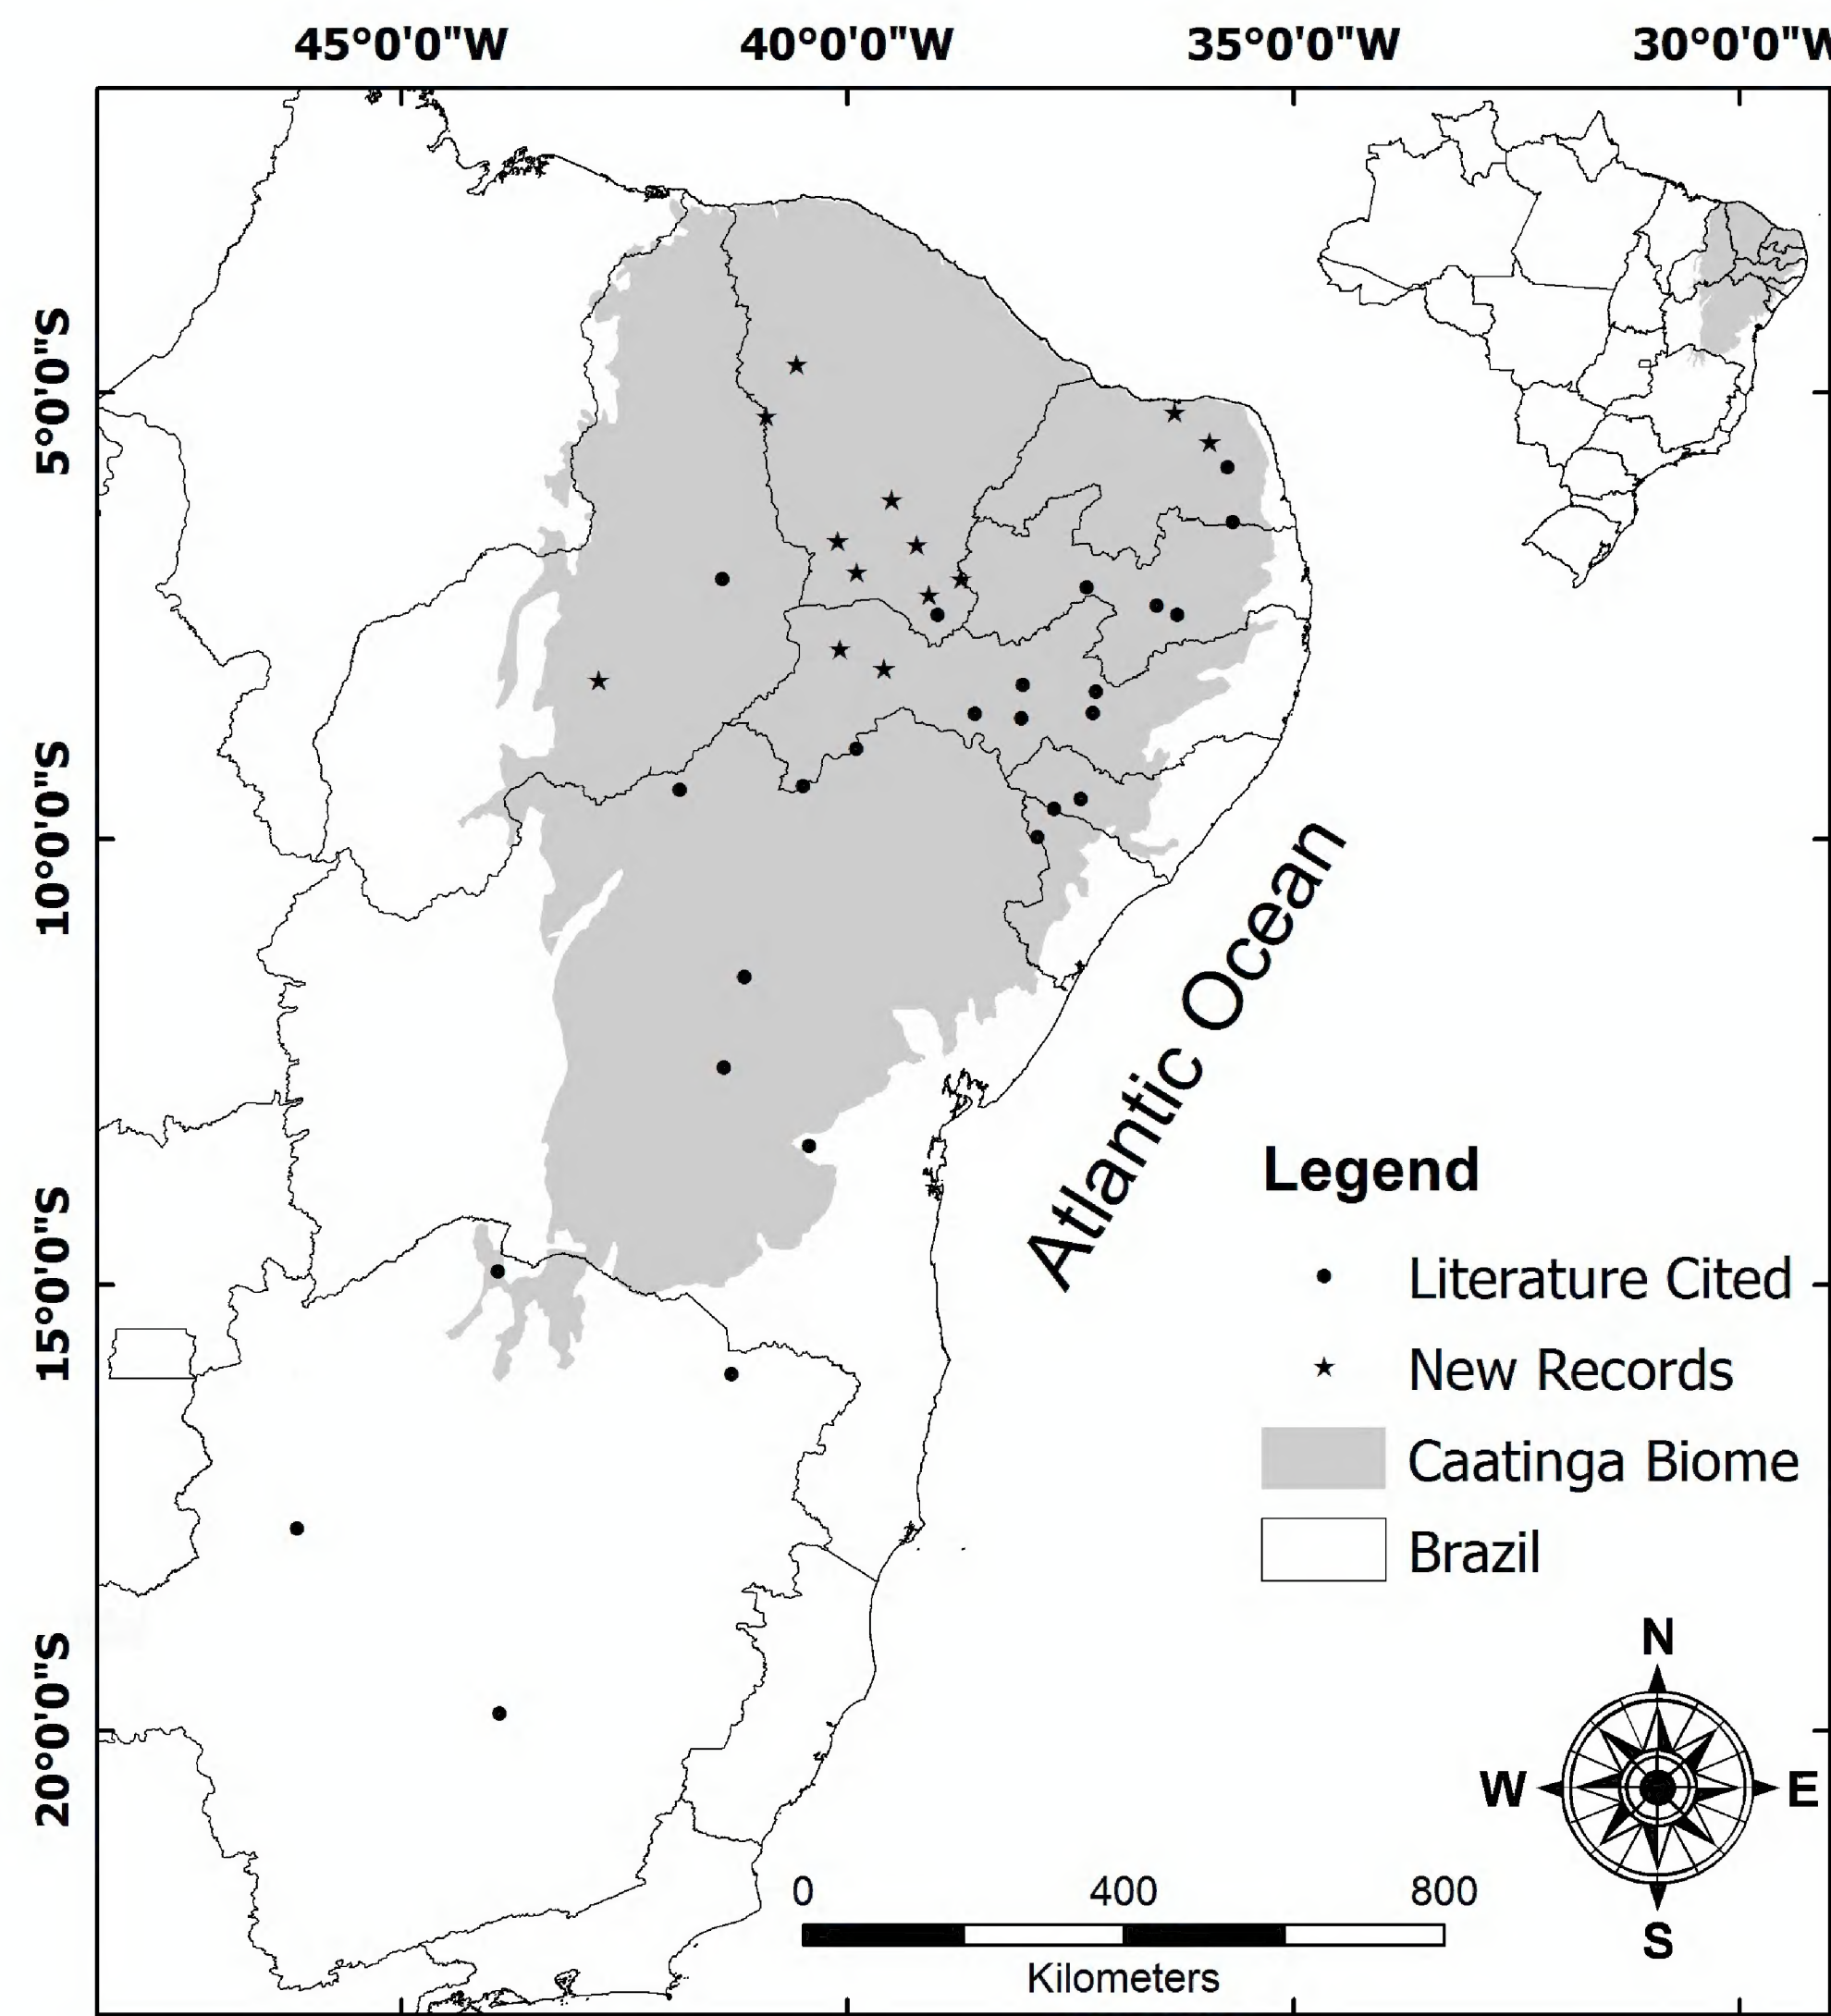 45°0'0"W 40°0'0"W 35°0'0"W 30°0'0"W
5°0'0"S
10°0'0"S
15°0'0"S
20°0'0"S
Atlantic Ocean
Legend
Literature Cited
New Records
Caatinga Biome
Brazil
N
W E
S
0 400 800
Kilometers